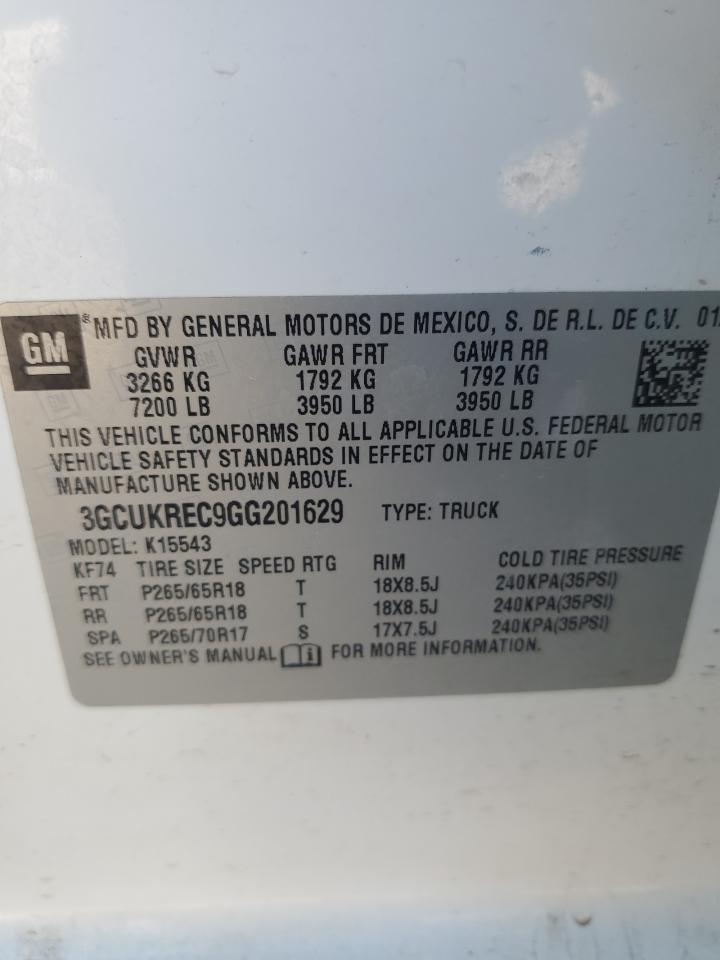 GM ® MFD BY GENERAL MOTORS DE MEXICO, S. DE R.L. DE C.V. 01
GVWR GAWR FRT GAWR RR
3266 KG 1792 KG 1792 KG
7200 LB 3950 LB 3950 LB
THIS VEHICLE CONFORMS TO ALL APPLICABLE U.S. FEDERAL MOTOR
VEHICLE SAFETY STANDARDS IN EFFECT ON THE DATE OF
MANUFACTURE SHOWN ABOVE.
3GCUKREC9GG201629 TYPE: TRUCK
MODEL: K15543
KF74 TIRE SIZE SPEED RTG RIM COLD TIRE PRESSURE
FRT P265/65R18 T 18X8.5J 240KPA(35PSI)
RR P265/65R18 T 18X8.5J 240KPA(35PSI)
SPA P265/70R17 S 17X7.5J 240KPA(35PSI)
SEE OWNER'S MANUAL i FOR MORE INFORMATION.